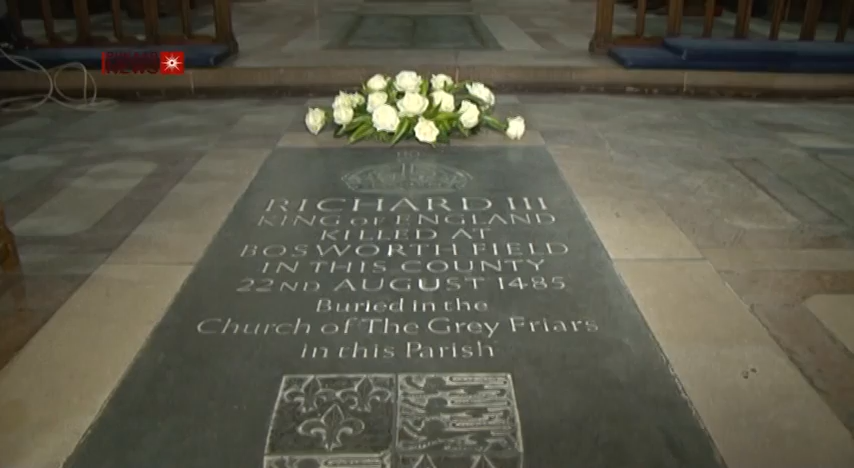 NEWS
RICHARD III
KING OF ENGLAND
KILLED AT
BOSWORTH FIELD
IN THIS COUNTY
22ND AUGUST 1485
Buried in the
Church of The Grey Friars
in this Parish